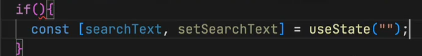 if(){
const [searchText, setSearchText] = useState("");
}